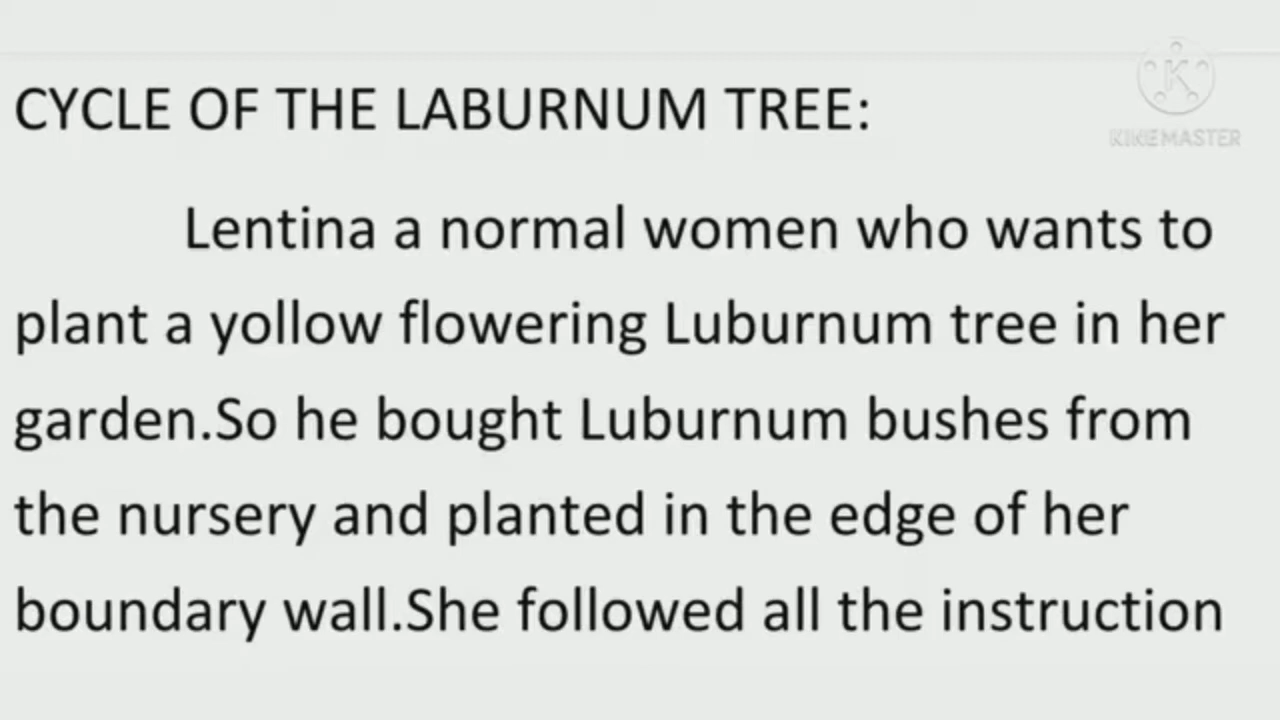 CYCLE OF THE LABURNUM TREE:
KINEMASTER
Lentina a normal women who wants to
plant a yollow flowering Luburnum tree in her
garden.So he bought Luburnum bushes from
the nursery and planted in the edge of her
boundary wall.She followed all the instruction